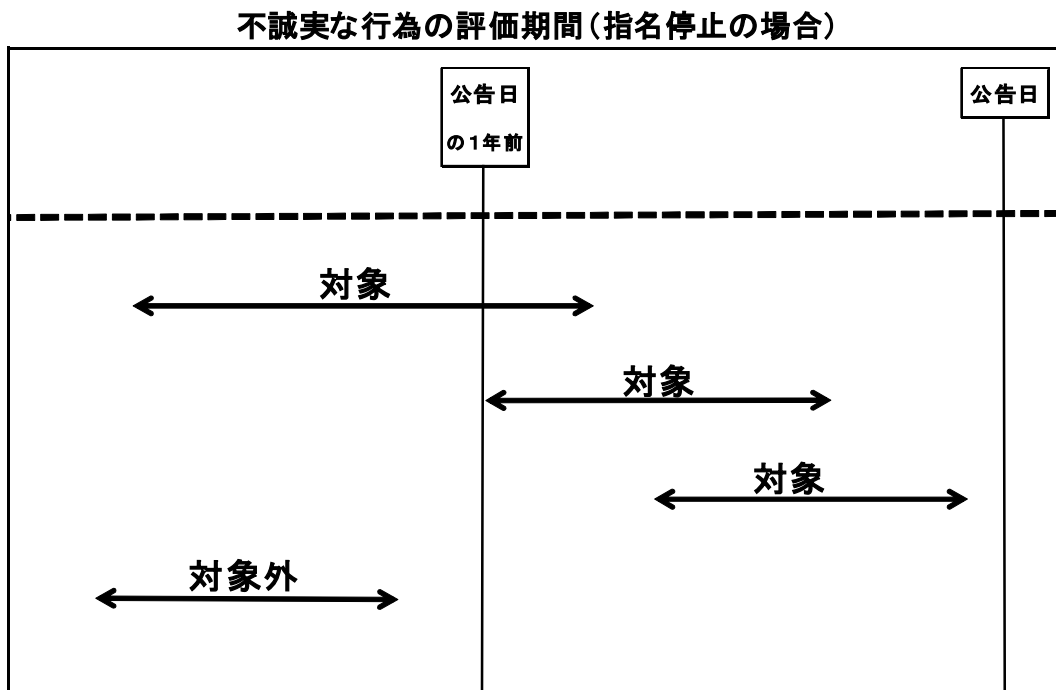 不誠実な行為の評価期間(指名停止の場合)
公告日
の1年前
公告日
対象
対象
対象
対象外